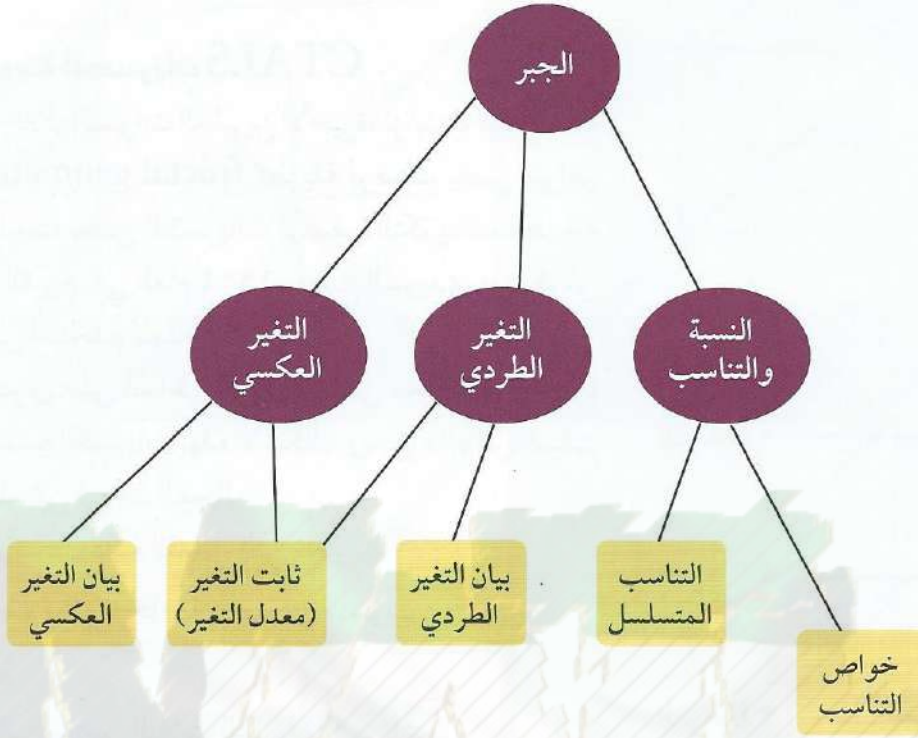 الجبر
النسبة
والتناسب
التغير
الطردي
التغير
العكسي
خواص
التناسب
التناسب
المتسلسل
بيان التغير
الطردي
ثابت التغير
(معدل التغير)
بيان التغير
العكسي